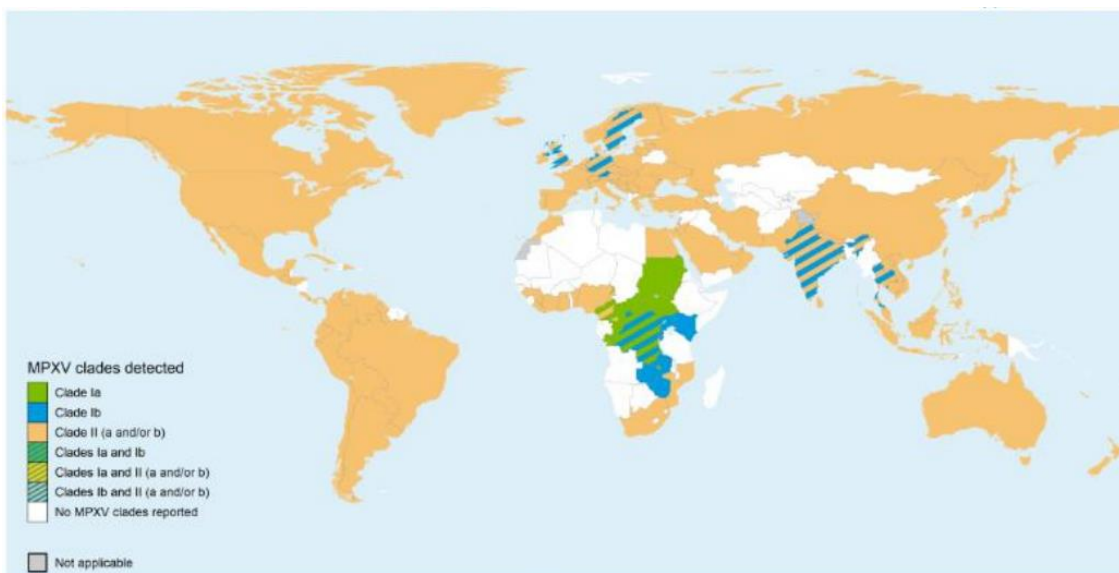 MPXV clades detected
Clade Ia
Clade Ib
Clade II (a and/or b)
Clades Ia and Ib
Clades Ia and II (a and/or b)
Clades Ib and II (a and/or b)
No MPXV clades reported
Not applicable